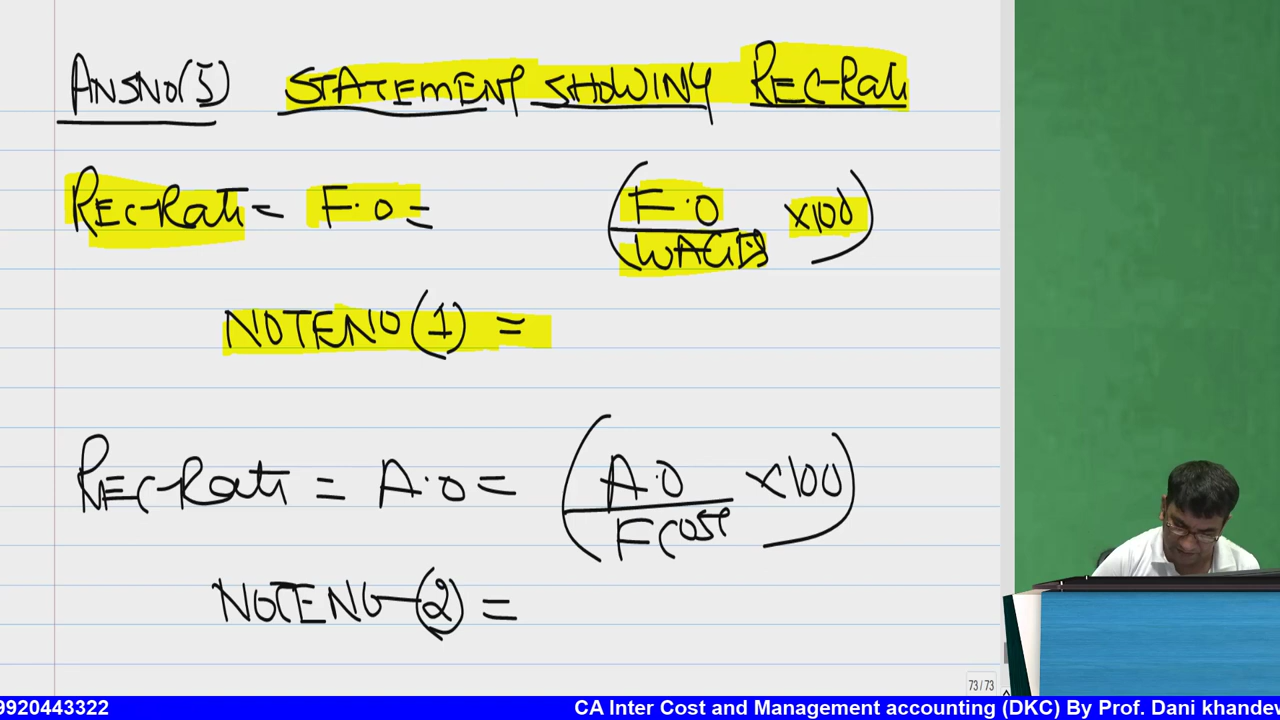 ANSNO(5) STATEMENT SHOWING REC-Rate
REC-Rate = F.O = (F.O / WAGES ×100)
NOTENO(1) =
REC-Rate = A.O = (A.O / F COST ×100)
NOTENO-(2) =
73/73
9920443322 CA Inter Cost and Management accounting (DKC) By Prof. Dani khandev